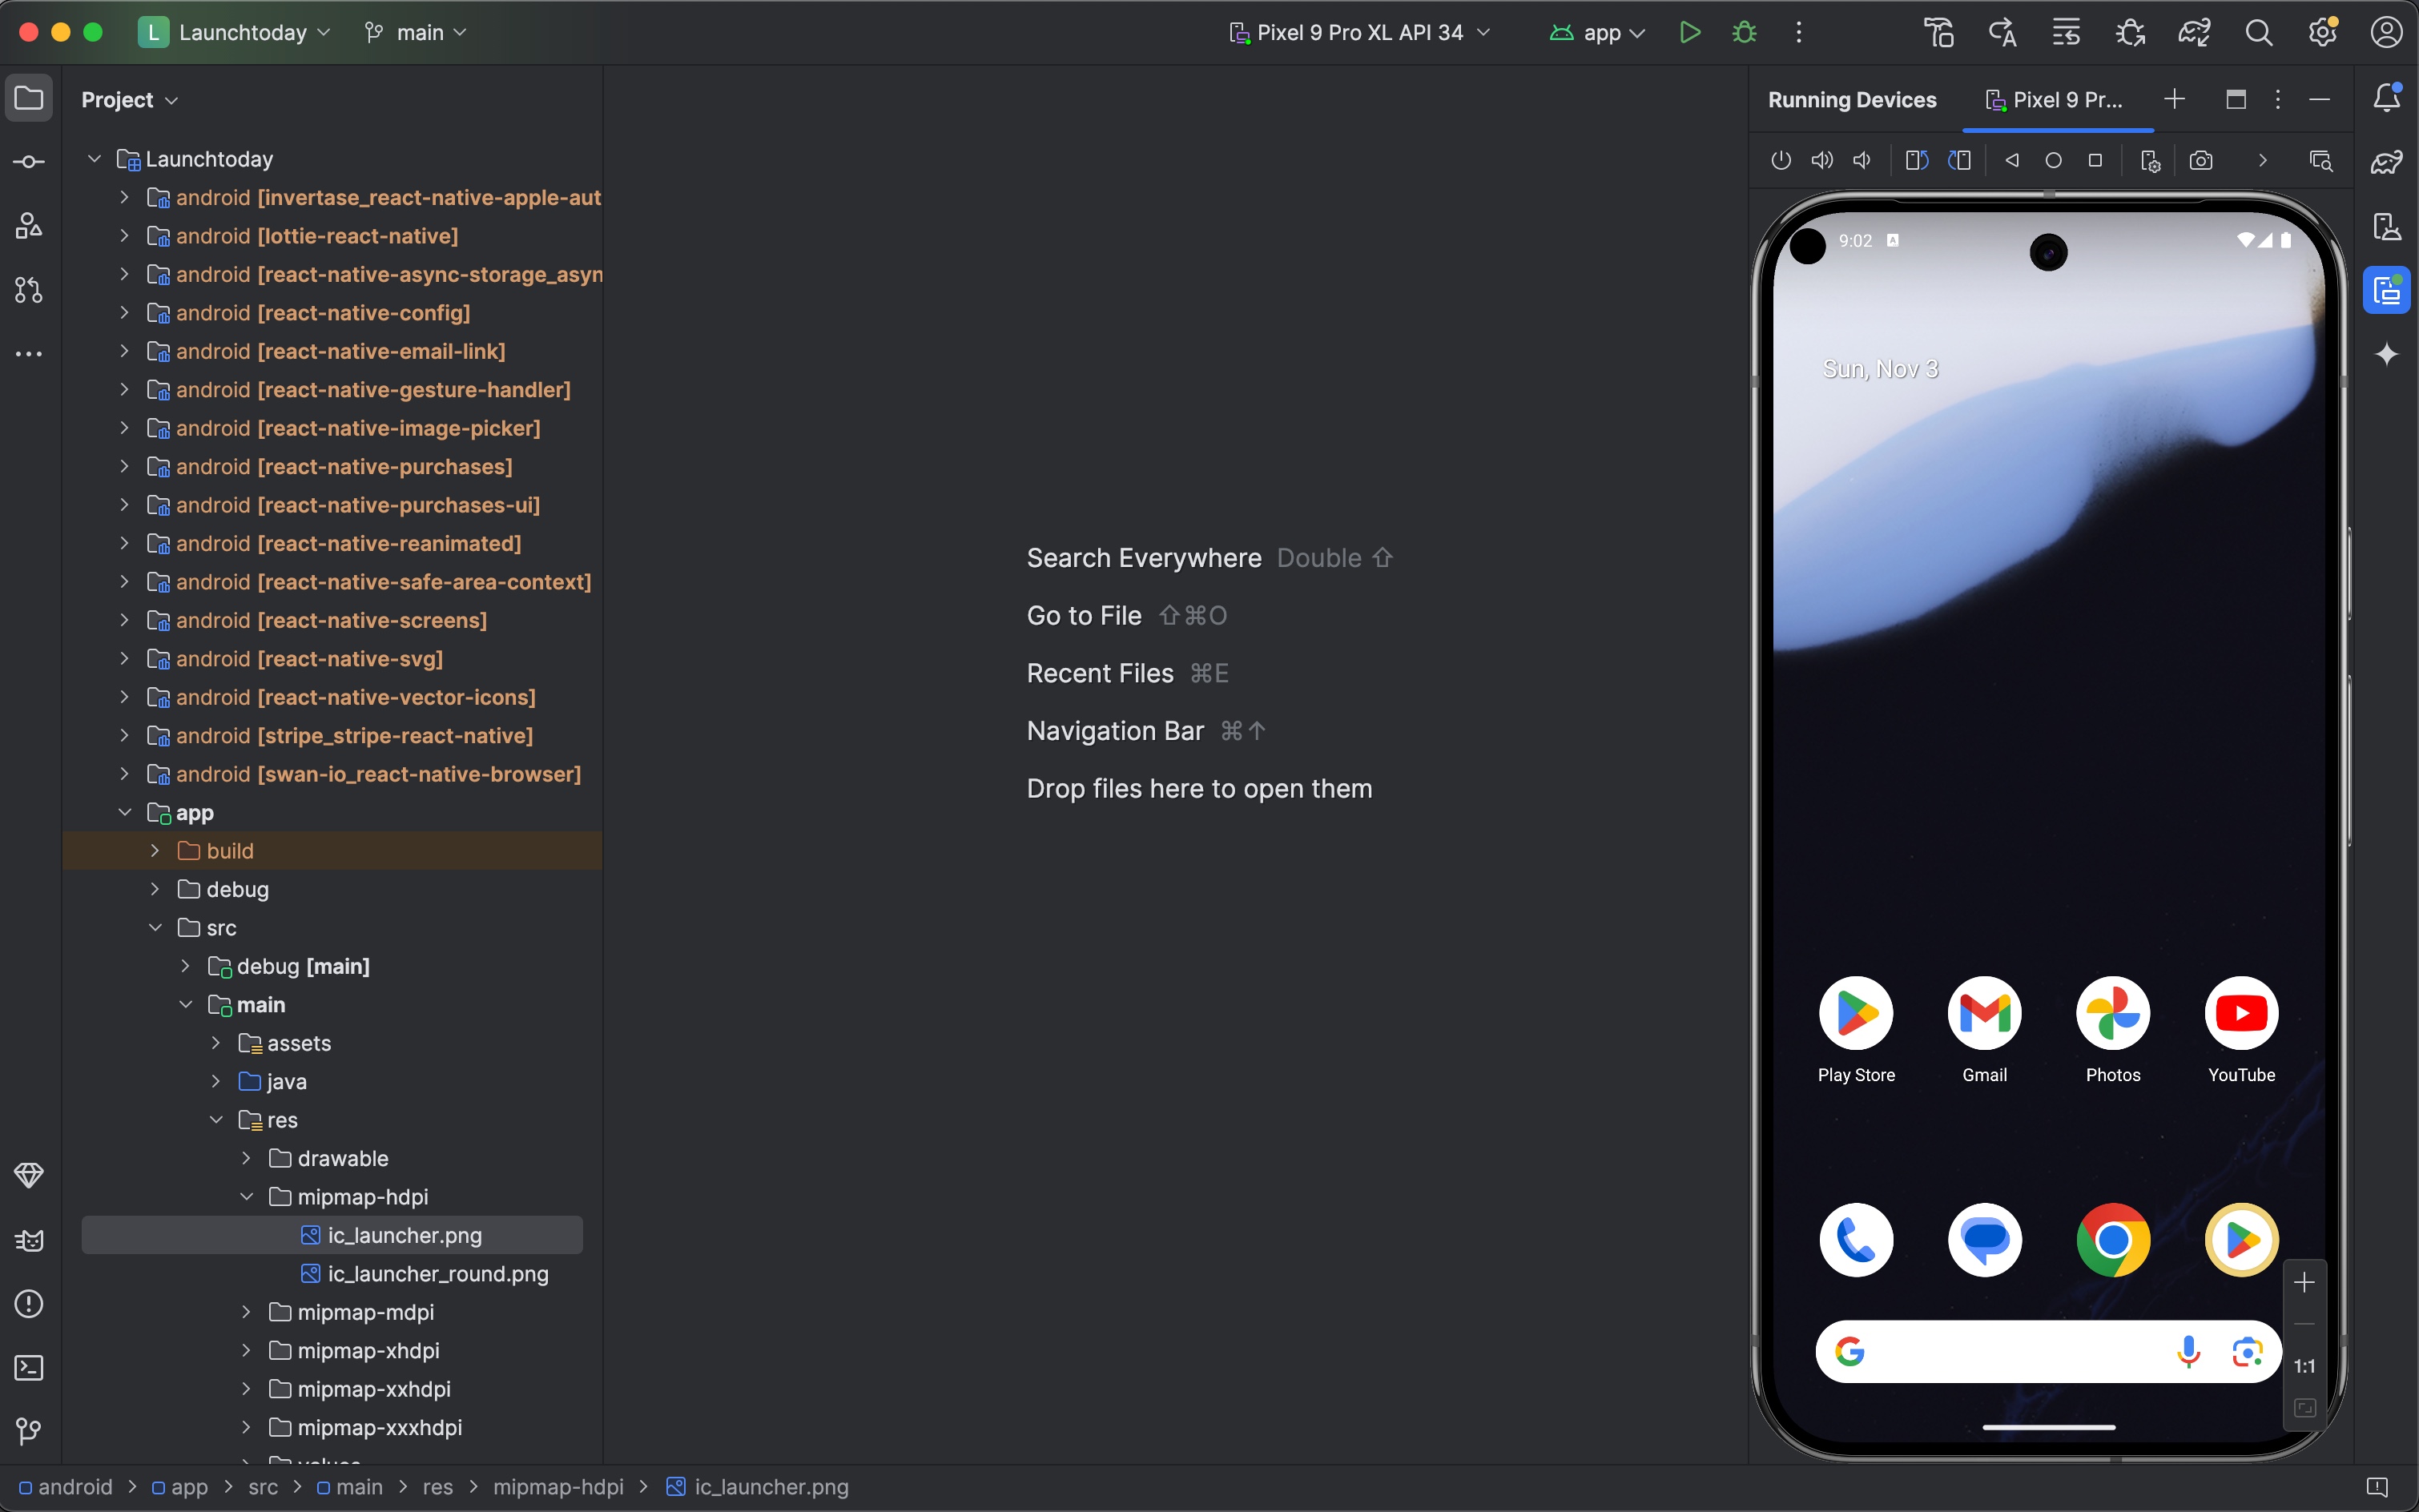 L Launchtoday main Pixel 9 Pro XL API 34 app
Project
Launchtoday
android [invertase_react-native-apple-aut
android [lottie-react-native]
android [react-native-async-storage_asyn
android [react-native-config]
android [react-native-email-link]
android [react-native-gesture-handler]
android [react-native-image-picker]
android [react-native-purchases]
android [react-native-purchases-ui]
android [react-native-reanimated]
android [react-native-safe-area-context]
android [react-native-screens]
android [react-native-svg]
android [react-native-vector-icons]
android [stripe_stripe-react-native]
android [swan-io_react-native-browser]
app
build
debug
src
debug [main]
main
assets
java
res
drawable
mipmap-hdpi
ic_launcher.png
ic_launcher_round.png
mipmap-mdpi
mipmap-xhdpi
mipmap-xxhdpi
mipmap-xxxhdpi
Search Everywhere Double ⇧
Go to File ⇧⌘O
Recent Files ⌘E
Navigation Bar ⌘↑
Drop files here to open them
Running Devices Pixel 9 Pr...
9:02 A
Sun, Nov 3
Play Store Gmail Photos YouTube
G
1:1
android > app > src > main > res > mipmap-hdpi > ic_launcher.png